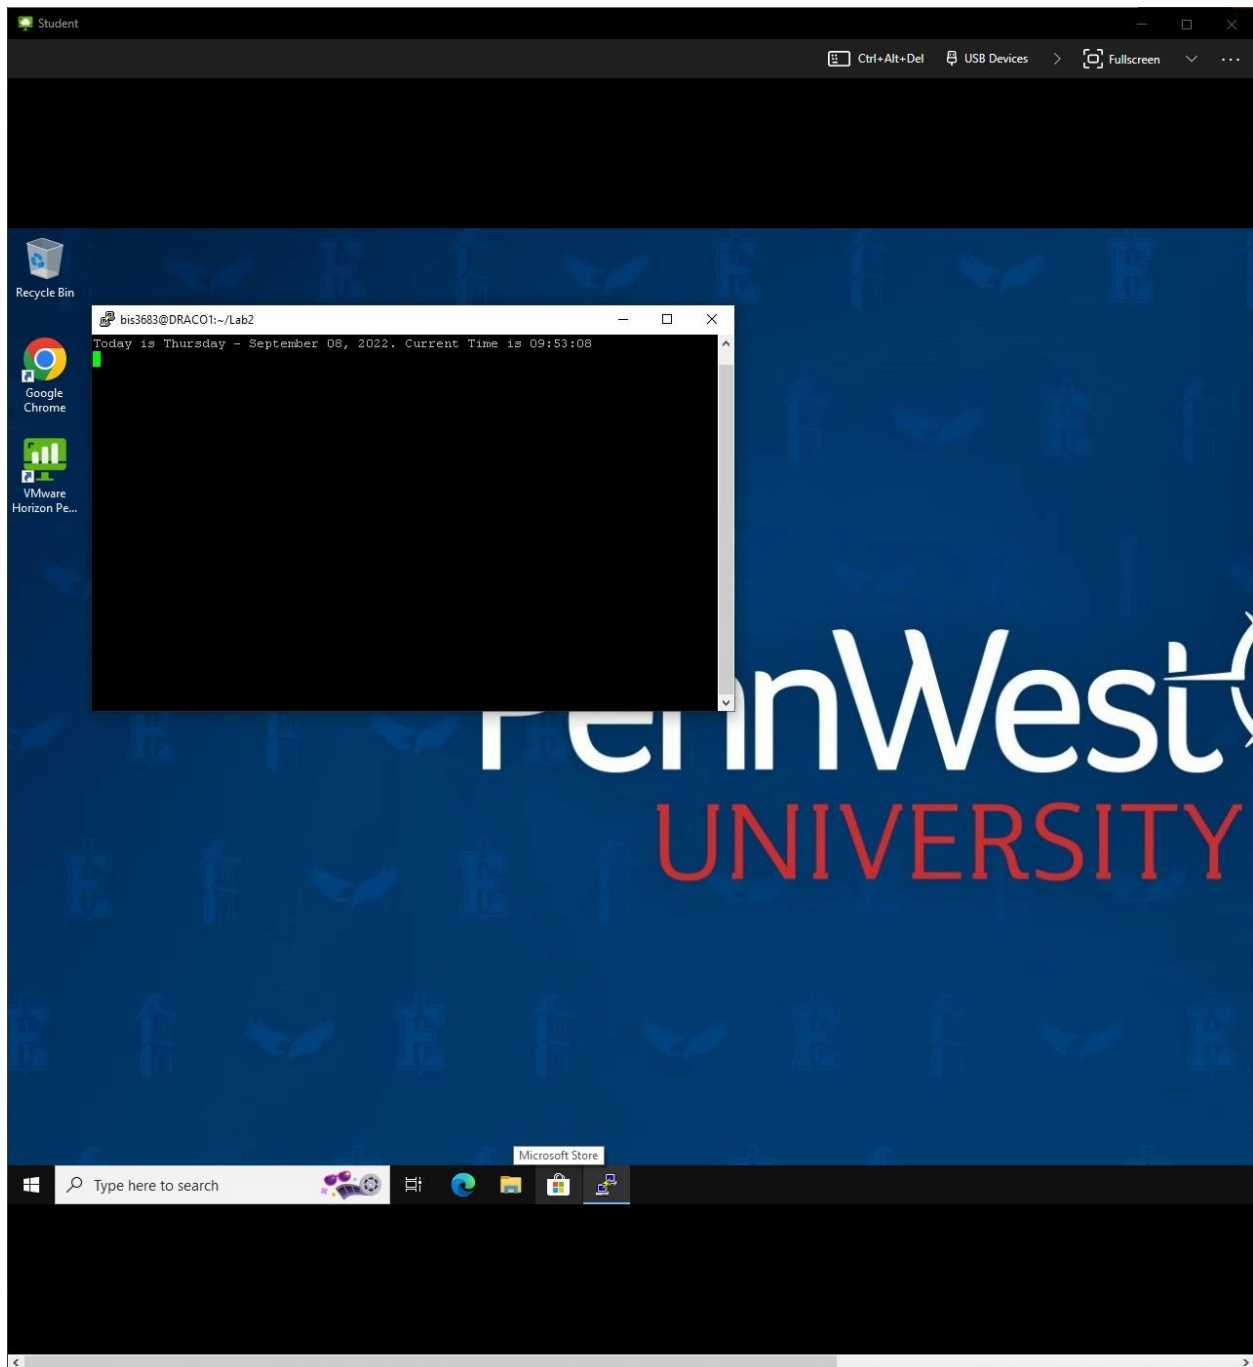 Student
Ctrl+Alt+Del USB Devices Fullscreen
Recycle Bin
bis3683@DRACO1:~/Lab2
Today is Thursday - September 08, 2022. Current Time is 09:53:08
Google
Chrome
VMware
Horizon Pe...
PennWest
UNIVERSITY
Microsoft Store
Type here to search